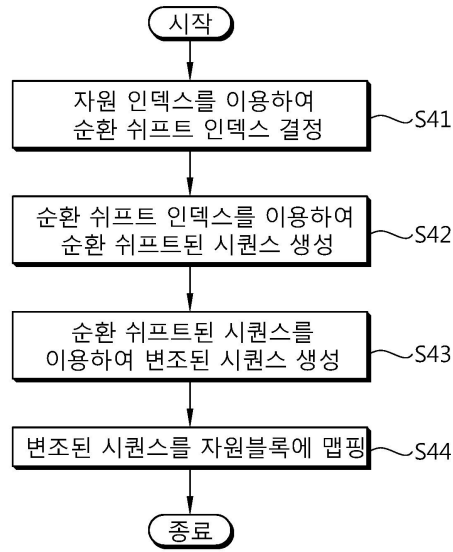 시작
자원 인덱스를 이용하여
순환 쉬프트 인덱스 결정
S41
순환 쉬프트 인덱스를 이용하여
순환 쉬프트된 시퀀스 생성
S42
순환 쉬프트된 시퀀스를
이용하여 변조된 시퀀스 생성
S43
변조된 시퀀스를 자원블록에 맵핑
S44
종료